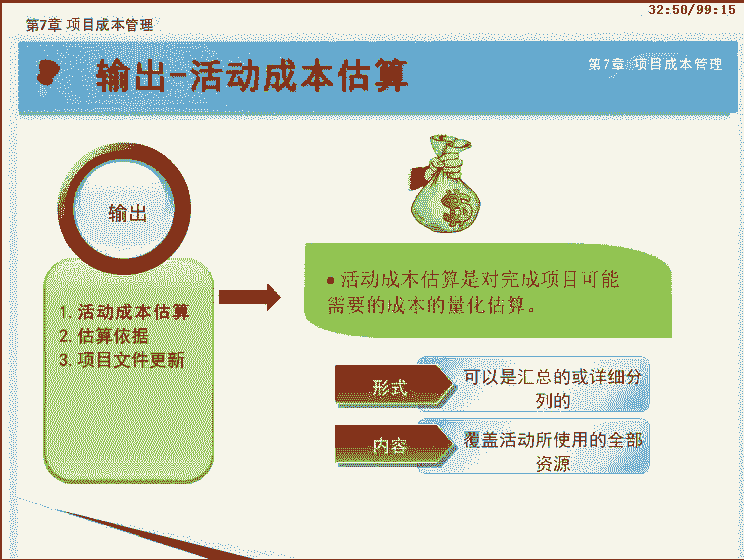 32:50/99:15
第7章 项目成本管理
输出-活动成本估算
第7章 项目成本管理
输出
1. 活动成本估算
2. 估算依据
3. 项目文件更新
$
● 活动成本估算是对完成项目可能
需要的成本的量化估算。
形式
可以是汇总的或详细分
列的
内容
覆盖活动所使用的全部
资源